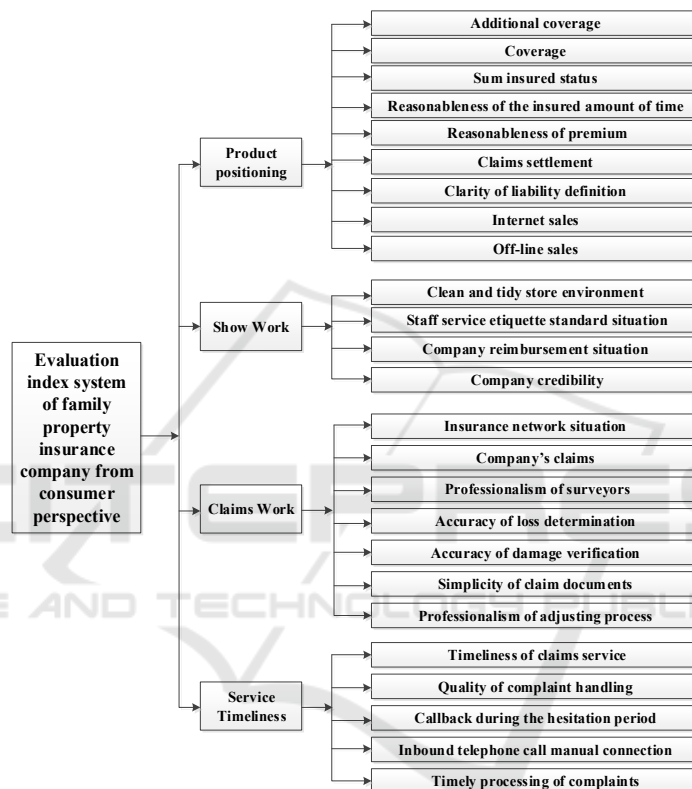 Evaluation
index system
of family
property
insurance
company from
consumer
perspective
Product
positioning
Additional coverage
Coverage
Sum insured status
Reasonableness of the insured amount of time
Reasonableness of premium
Claims settlement
Clarity of liability definition
Internet sales
Off-line sales
Show Work
Clean and tidy store environment
Staff service etiquette standard situation
Company reimbursement situation
Company credibility
Claims Work
Insurance network situation
Company's claims
Professionalism of surveyors
Accuracy of loss determination
Accuracy of damage verification
Simplicity of claim documents
Professionalism of adjusting process
Service
Timeliness
Timeliness of claims service
Quality of complaint handling
Callback during the hesitation period
Inbound telephone call manual connection
Timely processing of complaints